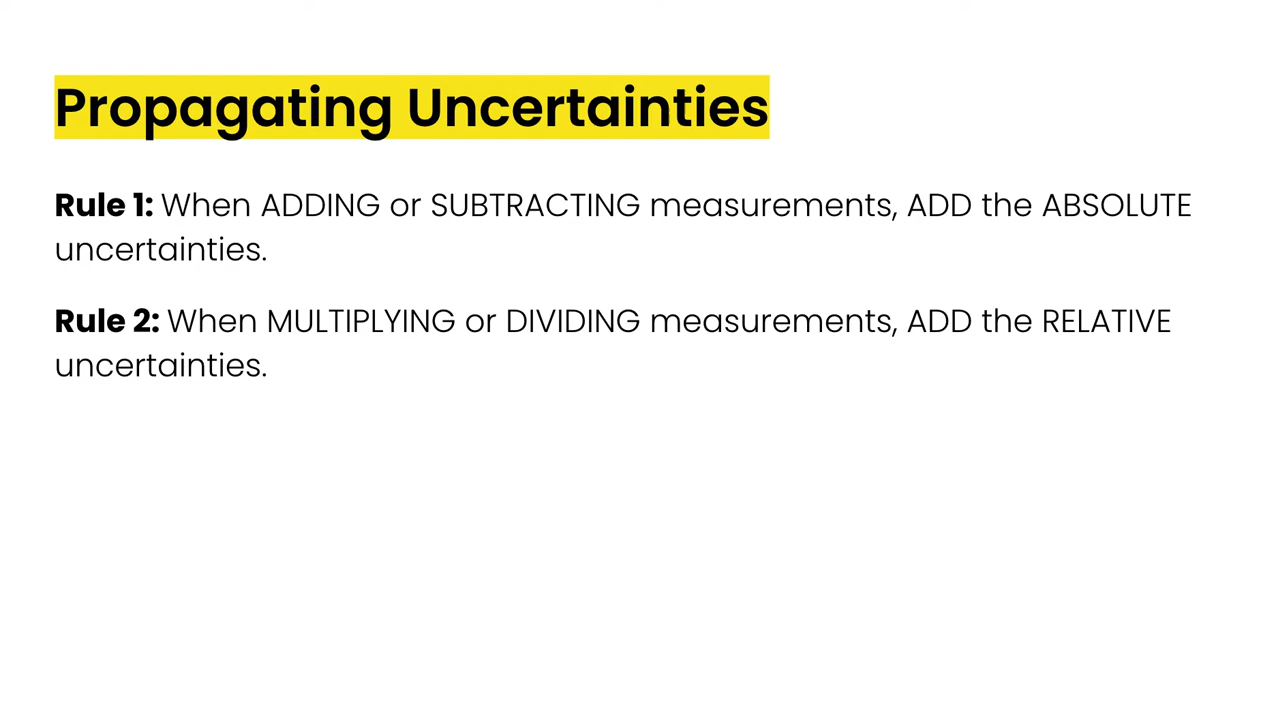 Propagating Uncertainties
Rule 1: When ADDING or SUBTRACTING measurements, ADD the ABSOLUTE
uncertainties.
Rule 2: When MULTIPLYING or DIVIDING measurements, ADD the RELATIVE
uncertainties.